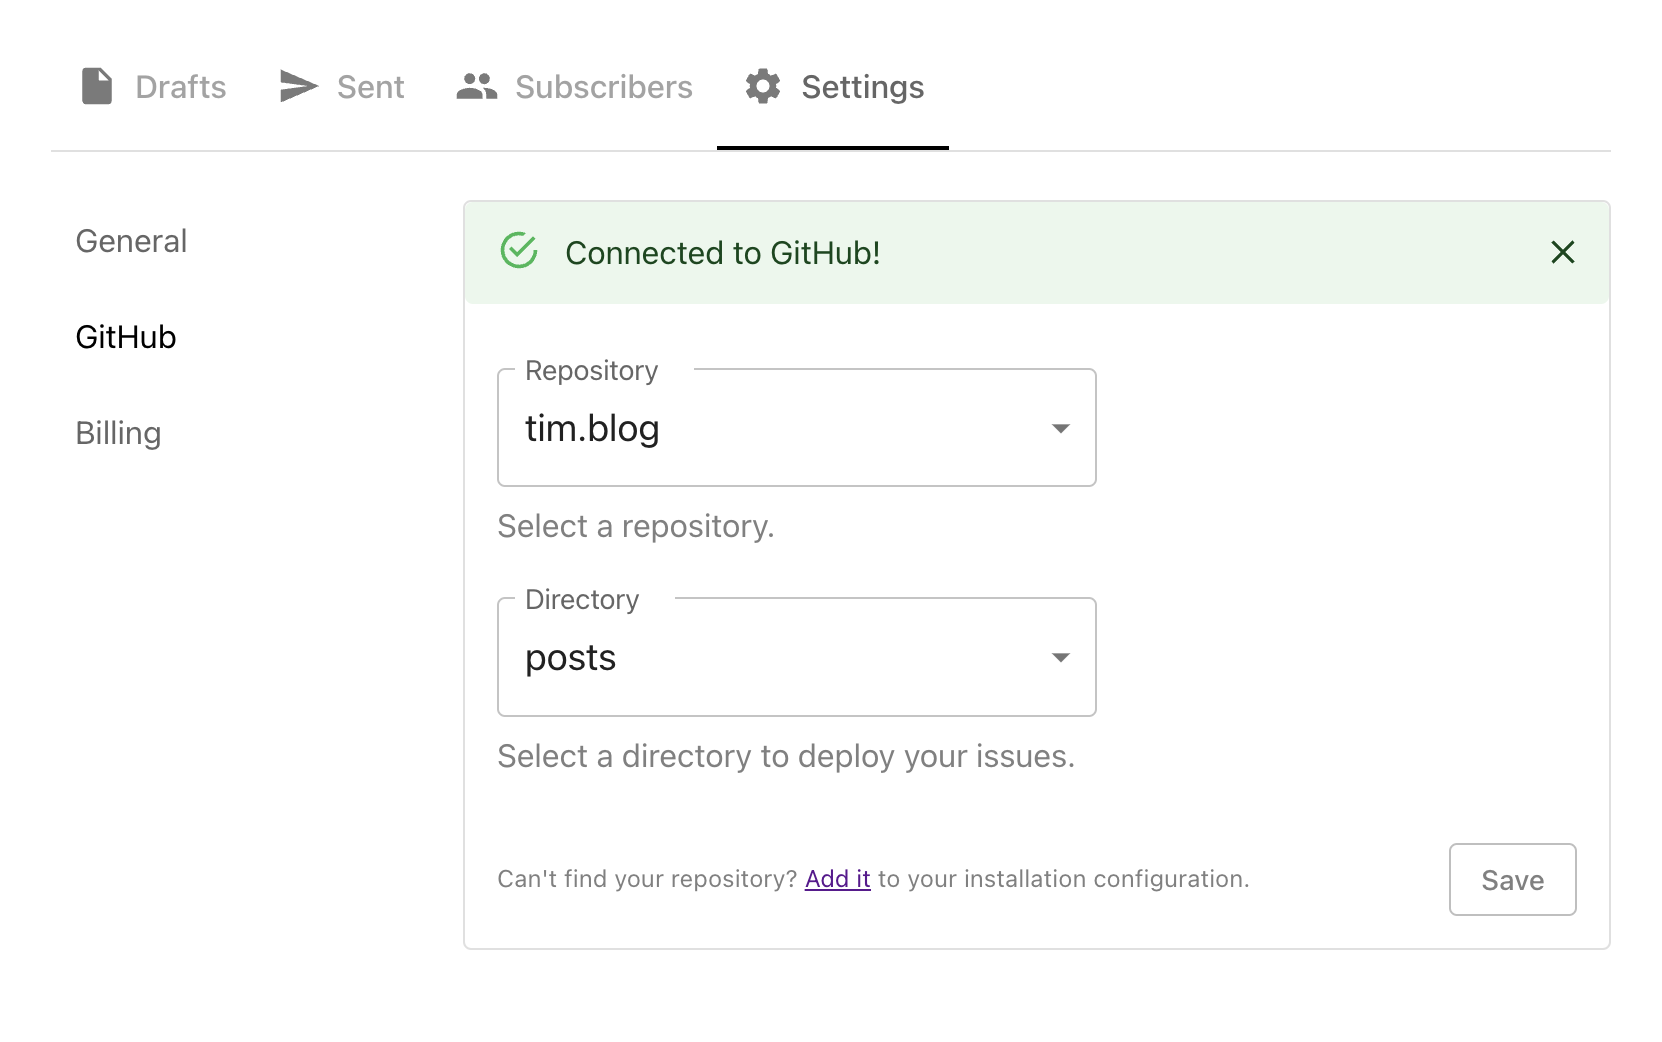 Drafts Sent Subscribers Settings
General
GitHub
Billing
Connected to GitHub!
Repository
tim.blog
Select a repository.
Directory
posts
Select a directory to deploy your issues.
Can't find your repository? Add it to your installation configuration.
Save